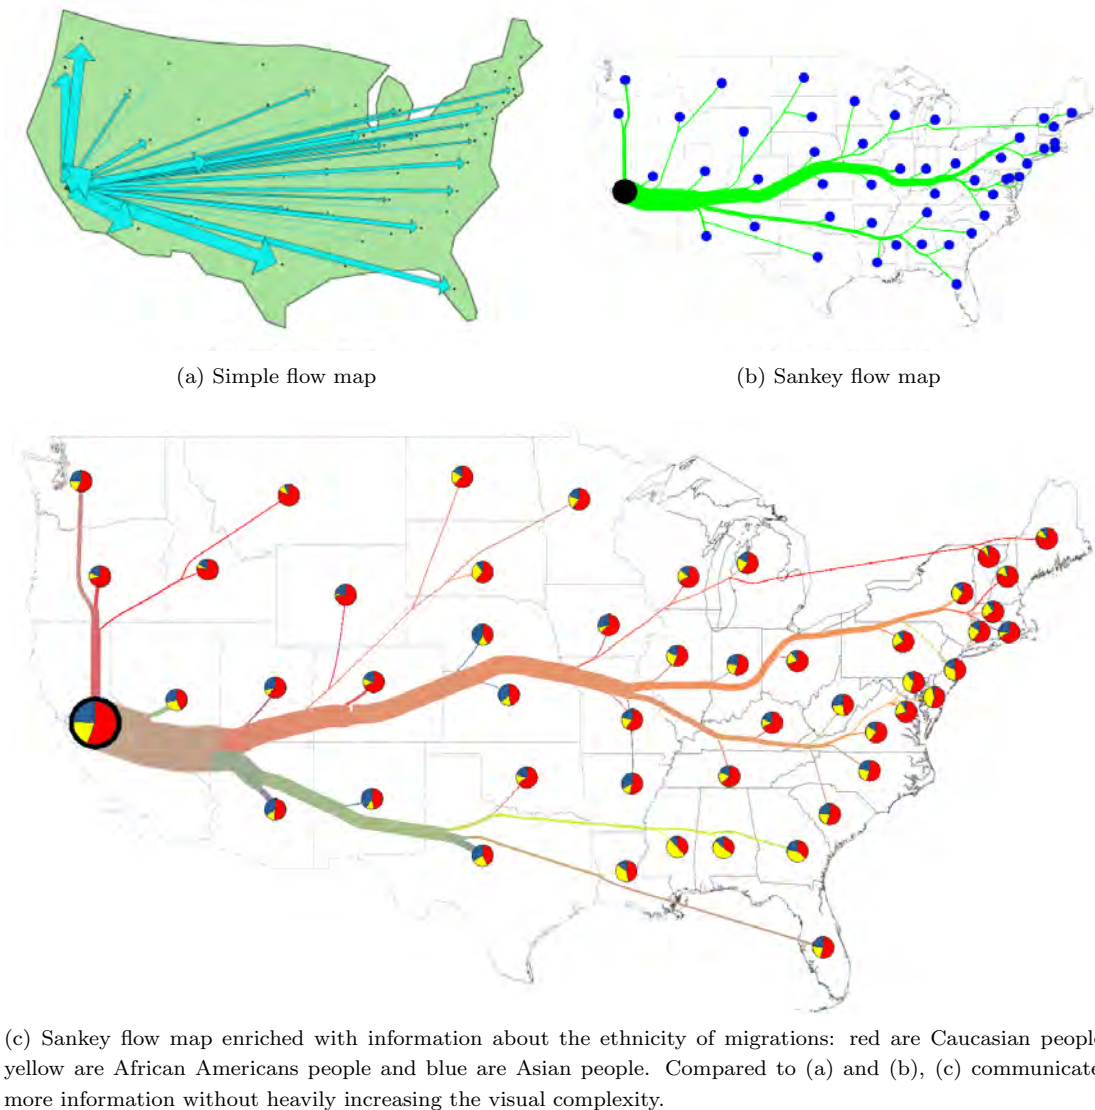 (a) Simple flow map
(b) Sankey flow map
(c) Sankey flow map enriched with information about the ethnicity of migrations: red are Caucasian people
yellow are African Americans people and blue are Asian people. Compared to (a) and (b), (c) communicate
more information without heavily increasing the visual complexity.